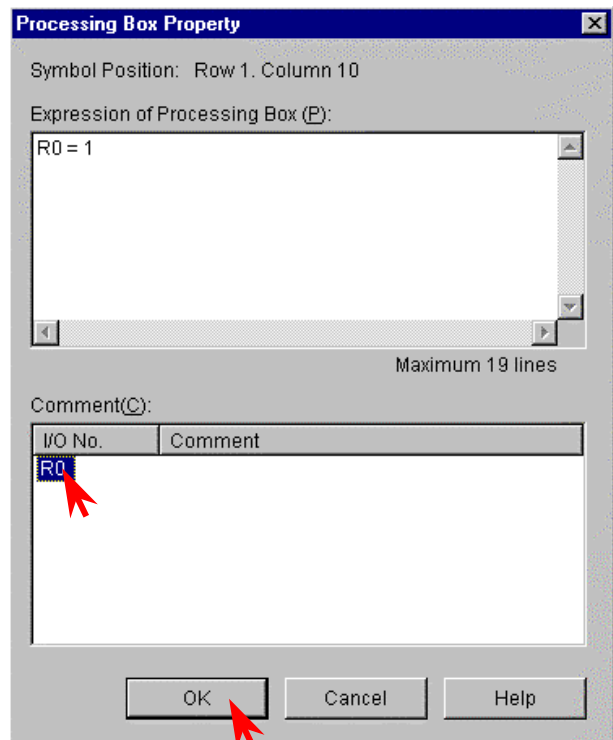 Processing Box Property
Symbol Position: Row 1. Column 10
Expression of Processing Box (P):
R0 = 1
Maximum 19 lines
Comment(C):
I/O No. Comment
R0
OK Cancel Help